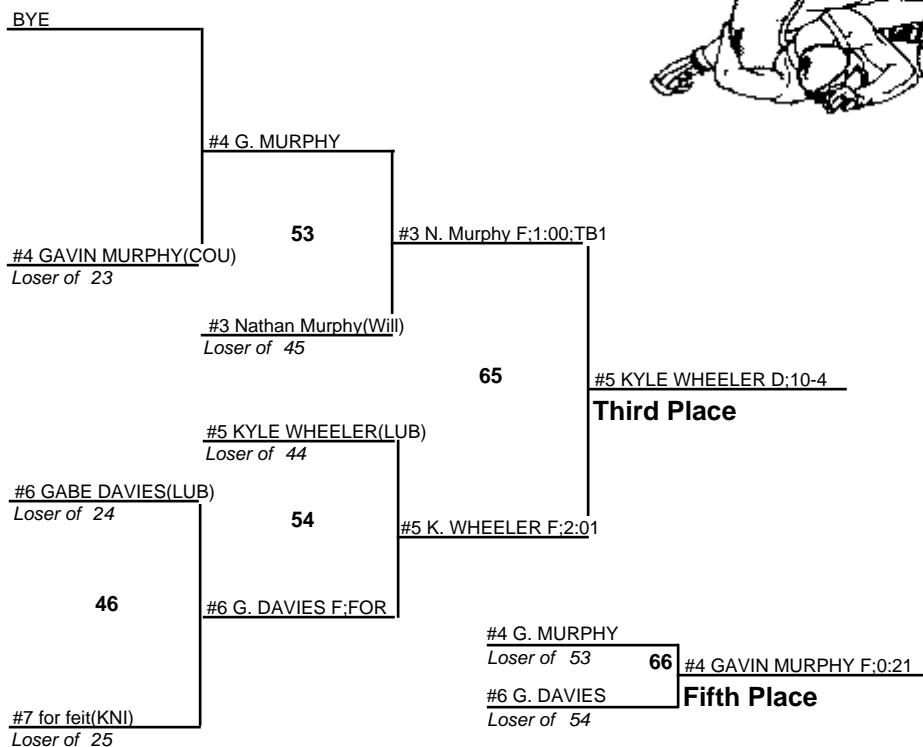 BYE
#4 G. MURPHY
53
#3 N. Murphy F;1:00;TB1
#4 GAVIN MURPHY(COU)
Loser of 23
#3 Nathan Murphy(Will)
Loser of 45
65
#5 KYLE WHEELER D;10-4
Third Place
#5 KYLE WHEELER(LUB)
Loser of 44
#6 GABE DAVIES(LUB)
Loser of 24
54
#5 K. WHEELER F;2:01
46
#6 G. DAVIES F;FOR
#7 for feit(KNI)
Loser of 25
#4 G. MURPHY
Loser of 53
66
#4 GAVIN MURPHY F;0:21
Fifth Place
#6 G. DAVIES
Loser of 54